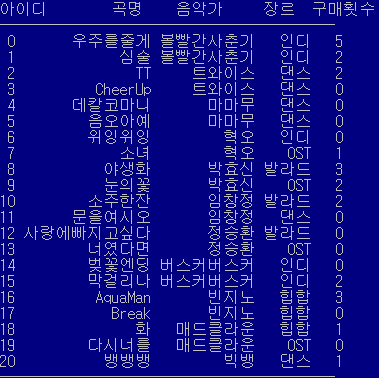 아이디 곡명 음악가 장르 구매횟수
0 우주를줄게 볼빨간사춘기 인디 5
1 심술 볼빨간사춘기 인디 2
2 TT 트와이스 댄스 2
3 CheerUp 트와이스 댄스 0
4 데칼코마니 마마무 댄스 0
5 음오아예 마마무 댄스 0
6 위잉위잉 혁오 인디 0
7 소녀 혁오 OST 1
8 야생화 박효신 발라드 3
9 눈의꽃 박효신 OST 2
10 소주한잔 임창정 발라드 2
11 문을여시오 임창정 댄스 0
12 사랑에빠지고싶다 정승환 발라드 0
13 너였다면 정승환 OST 0
14 벚꽃엔딩 버스커버스커 인디 0
15 막걸리나 버스커버스커 인디 2
16 AquaMan 빈지노 힙합 3
17 Break 빈지노 힙합 0
18 화 매드클라운 힙합 1
19 다시너를 매드클라운 OST 0
20 뱅뱅뱅 빅뱅 댄스 1